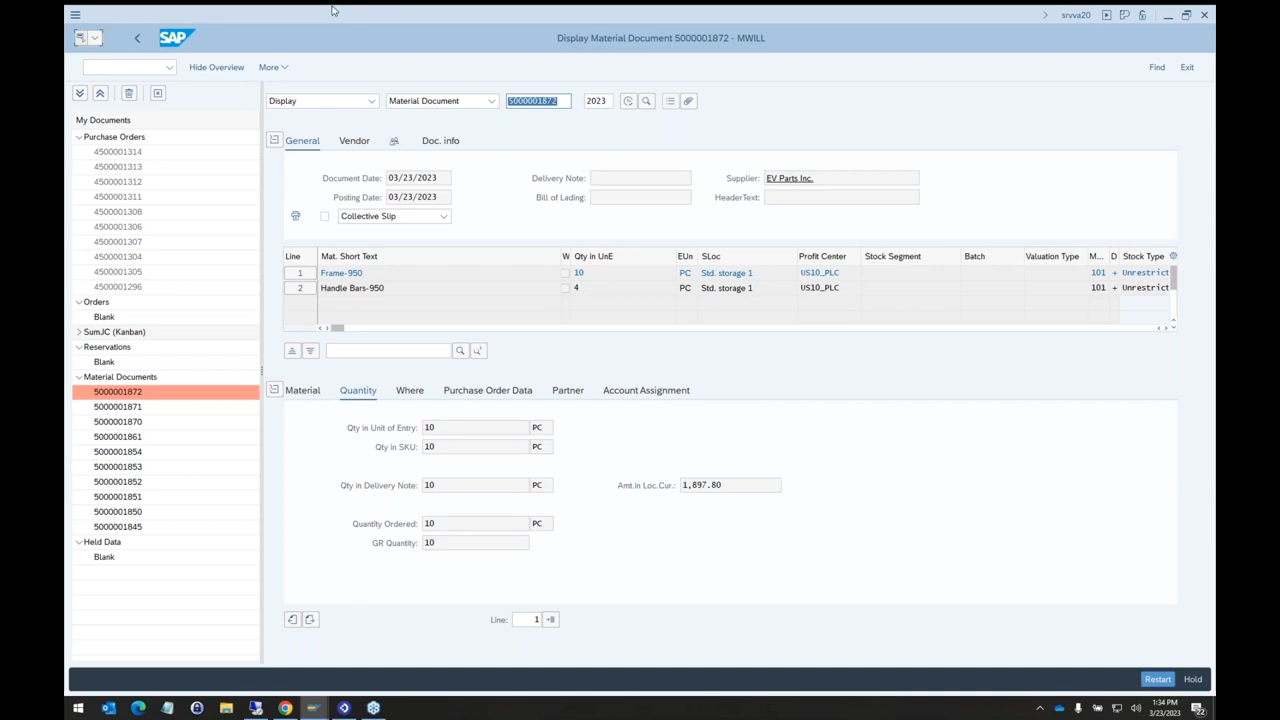 srvva20
SAP
Display Material Document 5000001872 - MWILL
Hide Overview More Find Exit
My Documents
Purchase Orders
4500001314
4500001313
4500001312
4500001311
4500001308
4500001306
4500001307
4500001304
4500001305
4500001296
Orders
Blank
SumJC (Kanban)
Reservations
Blank
Material Documents
5000001872
5000001871
5000001870
5000001861
5000001854
5000001853
5000001852
5000001851
5000001850
5000001845
Held Data
Blank
Display Material Document 5000001872 2023
General Vendor Doc. info
Document Date: 03/23/2023 Delivery Note: Supplier: EV Parts Inc.
Posting Date: 03/23/2023 Bill of Lading: HeaderText:
Collective Slip
Line Mat. Short Text W Qty in UnE EUn SLoc Profit Center Stock Segment Batch Valuation Type M... D Stock Type
1 Frame-950 10 PC Std. storage 1 US10_PLC 101 + Unrestrict
2 Handle Bars-950 4 PC Std. storage 1 US10_PLC 101 + Unrestrict
Material Quantity Where Purchase Order Data Partner Account Assignment
Qty in Unit of Entry: 10 PC
Qty in SKU: 10 PC
Qty in Delivery Note: 10 PC Amt.in Loc.Cur.: 1,897.80
Quantity Ordered: 10 PC
GR Quantity: 10
Line: 1
Restart Hold
1:34 PM
3/23/2023
22